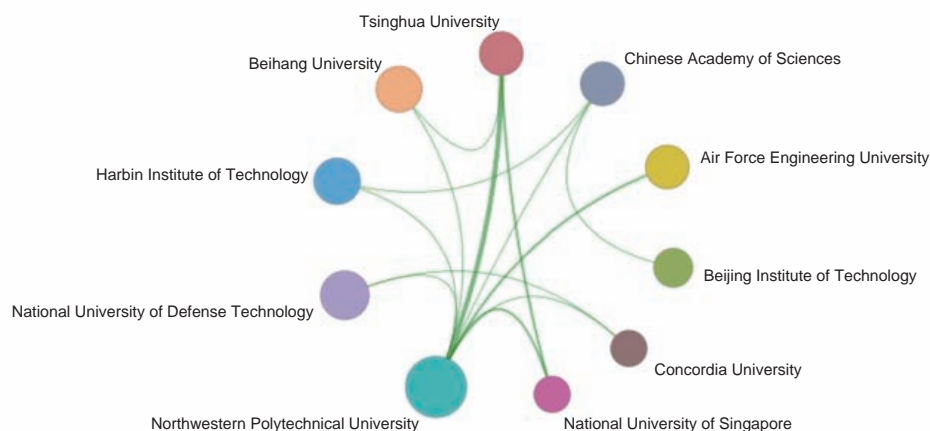 Tsinghua University
Chinese Academy of Sciences
Beihang University
Air Force Engineering University
Harbin Institute of Technology
Beijing Institute of Technology
National University of Defense Technology
Concordia University
Northwestern Polytechnical University
National University of Singapore